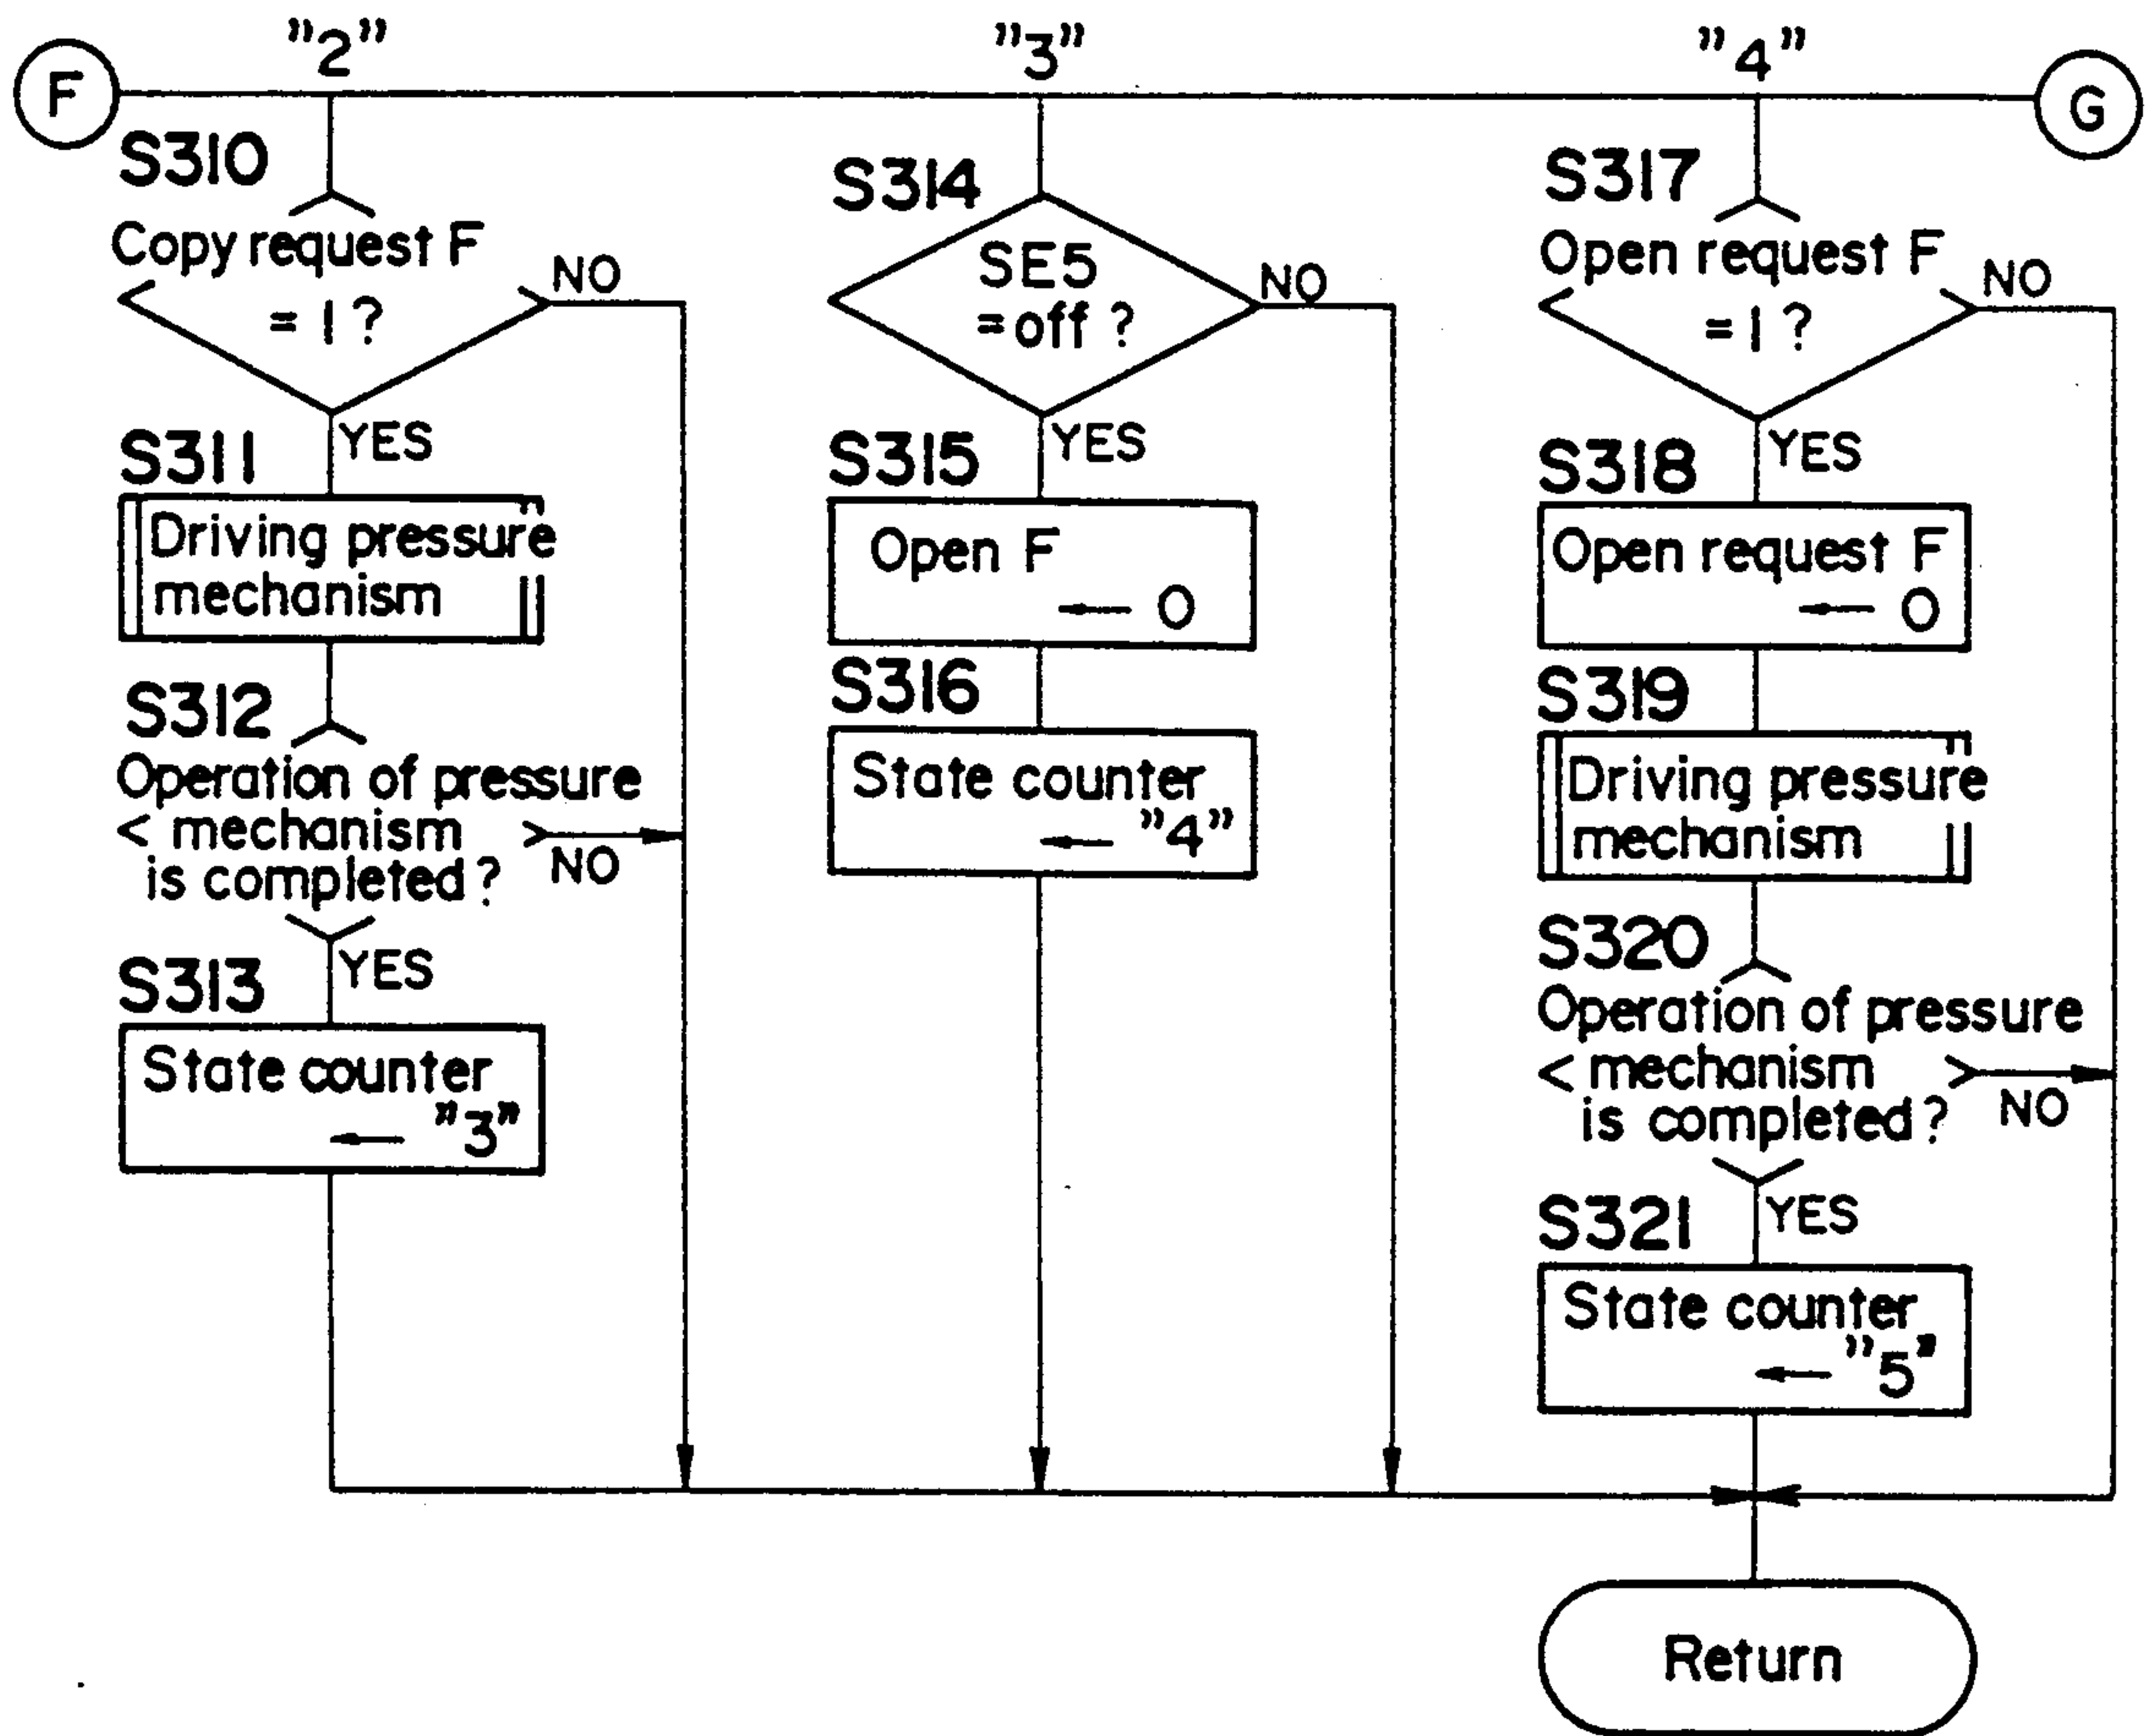 F
"2"
"3"
"4"
G
S310
Copy request F
= 1 ?
NO
YES
S311
Driving pressure
mechanism
S312
Operation of pressure
mechanism
is completed ?
NO
YES
S313
State counter
← "3"
S314
SE5
= off ?
NO
YES
S315
Open F
← 0
S316
State counter
← "4"
S317
Open request F
= 1 ?
NO
YES
S318
Open request F
← 0
S319
Driving pressure
mechanism
S320
Operation of pressure
mechanism
is completed ?
NO
YES
S321
State counter
← "5"
Return